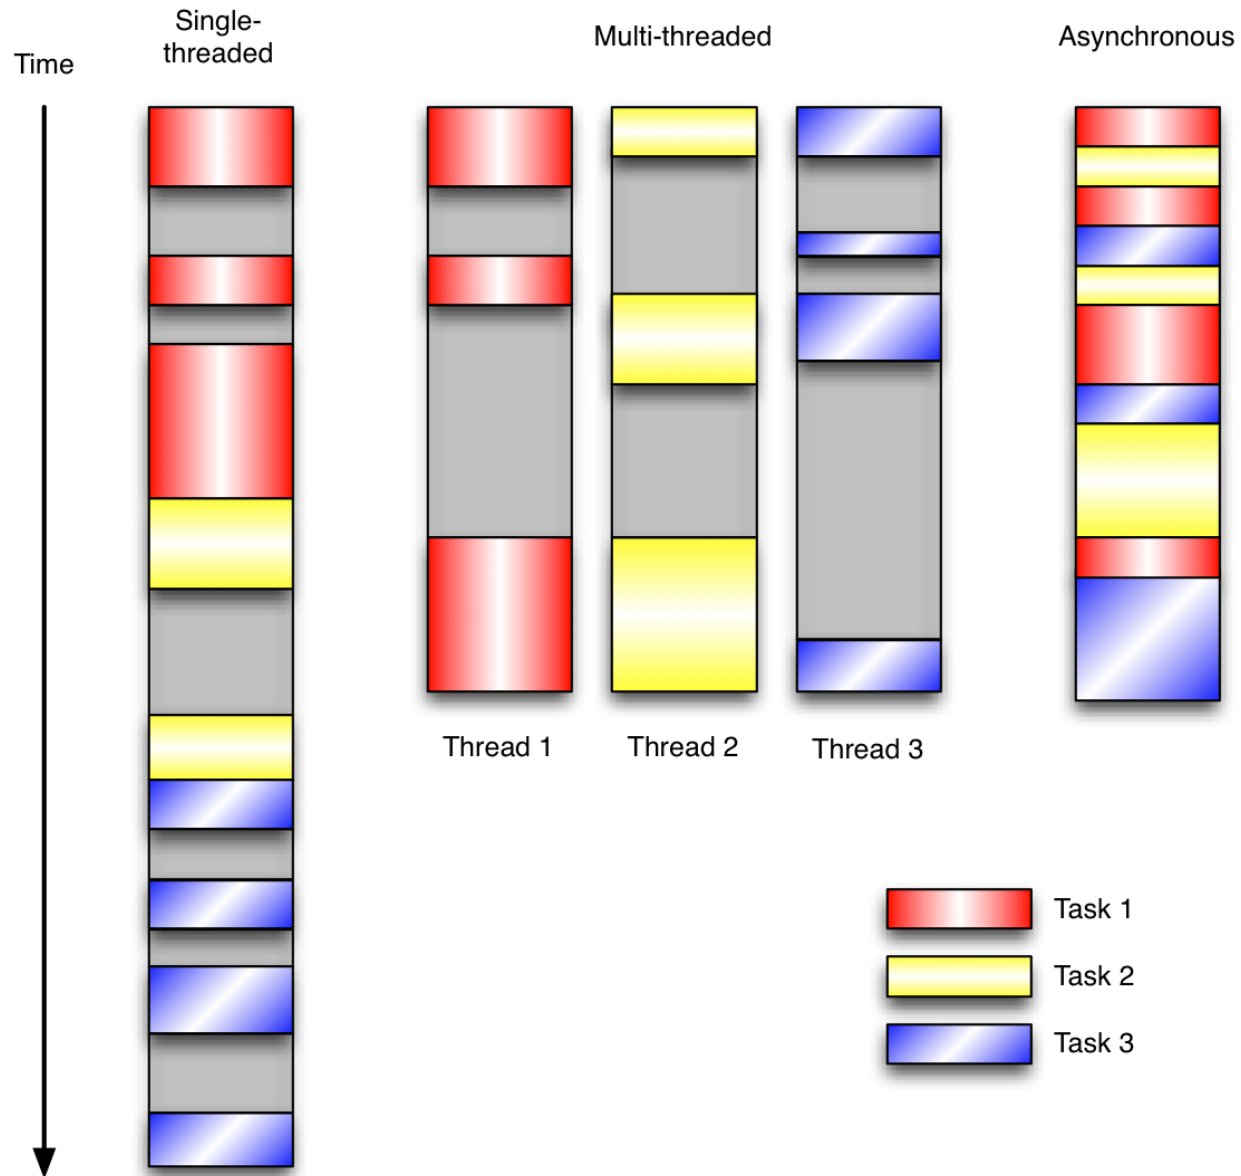 Time
Single-
threaded
Multi-threaded
Asynchronous
Thread 1
Thread 2
Thread 3
Task 1
Task 2
Task 3